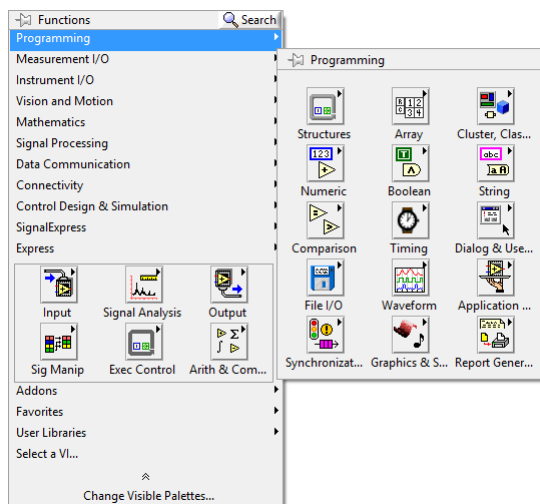 Functions
Search
Programming
Measurement I/O
Instrument I/O
Vision and Motion
Mathematics
Signal Processing
Data Communication
Connectivity
Control Design & Simulation
SignalExpress
Express
Input Signal Analysis Output
Sig Manip Exec Control Arith & Com...
Addons
Favorites
User Libraries
Select a VI...
Change Visible Palettes...
Programming
Structures Array Cluster, Clas...
Numeric Boolean String
Comparison Timing Dialog & Use...
File I/O Waveform Application ...
Synchronizat... Graphics & S... Report Gener...